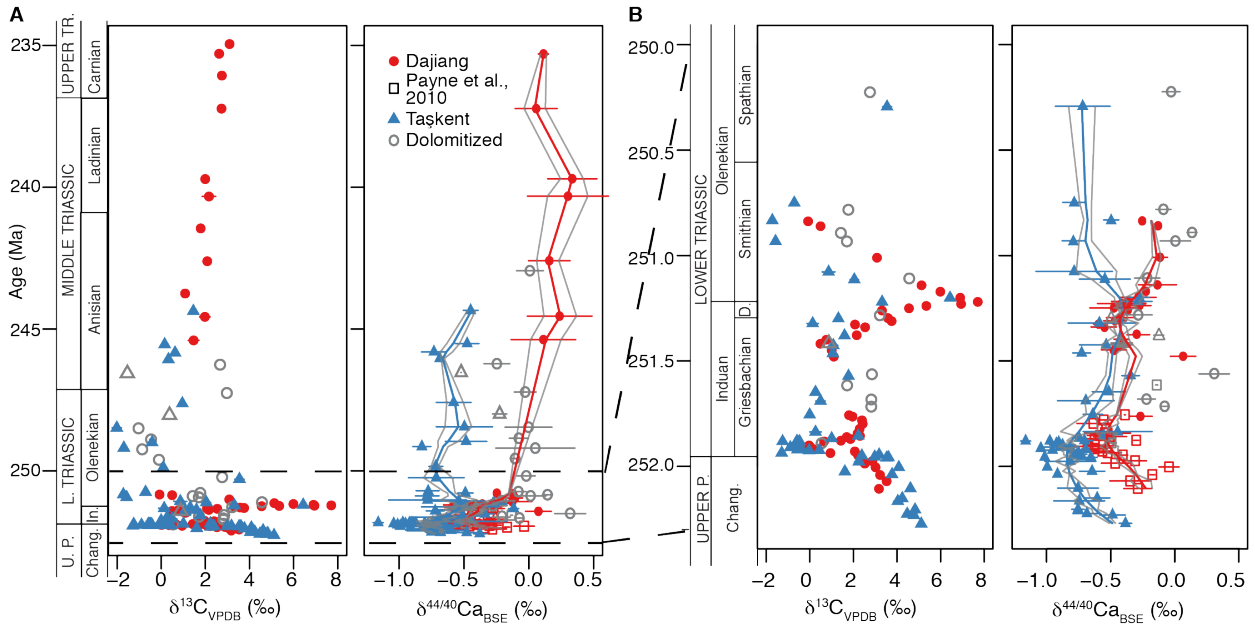 A
B
235
240
245
250
Age (Ma)
UPPER TR.
MIDDLE TRIASSIC
L. TRIASSIC
U. P.
Carnian
Ladinian
Anisian
Olenekian
In.
Chang.
Dajiang
Payne et al.,
2010
Taşkent
Dolomitized
−2 0 2 4 6 8
δ13CVPDB (‰)
−1.0 −0.5 0.0 0.5
δ44/40CaBSE (‰)
250.0
250.5
251.0
251.5
252.0
LOWER TRIASSIC
UPPER P.
Olenekian
Induan
Chang.
Spathian
Smithian
D.
Griesbachian
−2 0 2 4 6 8
δ13CVPDB (‰)
−1.0 −0.5 0.0 0.5
δ44/40CaBSE (‰)